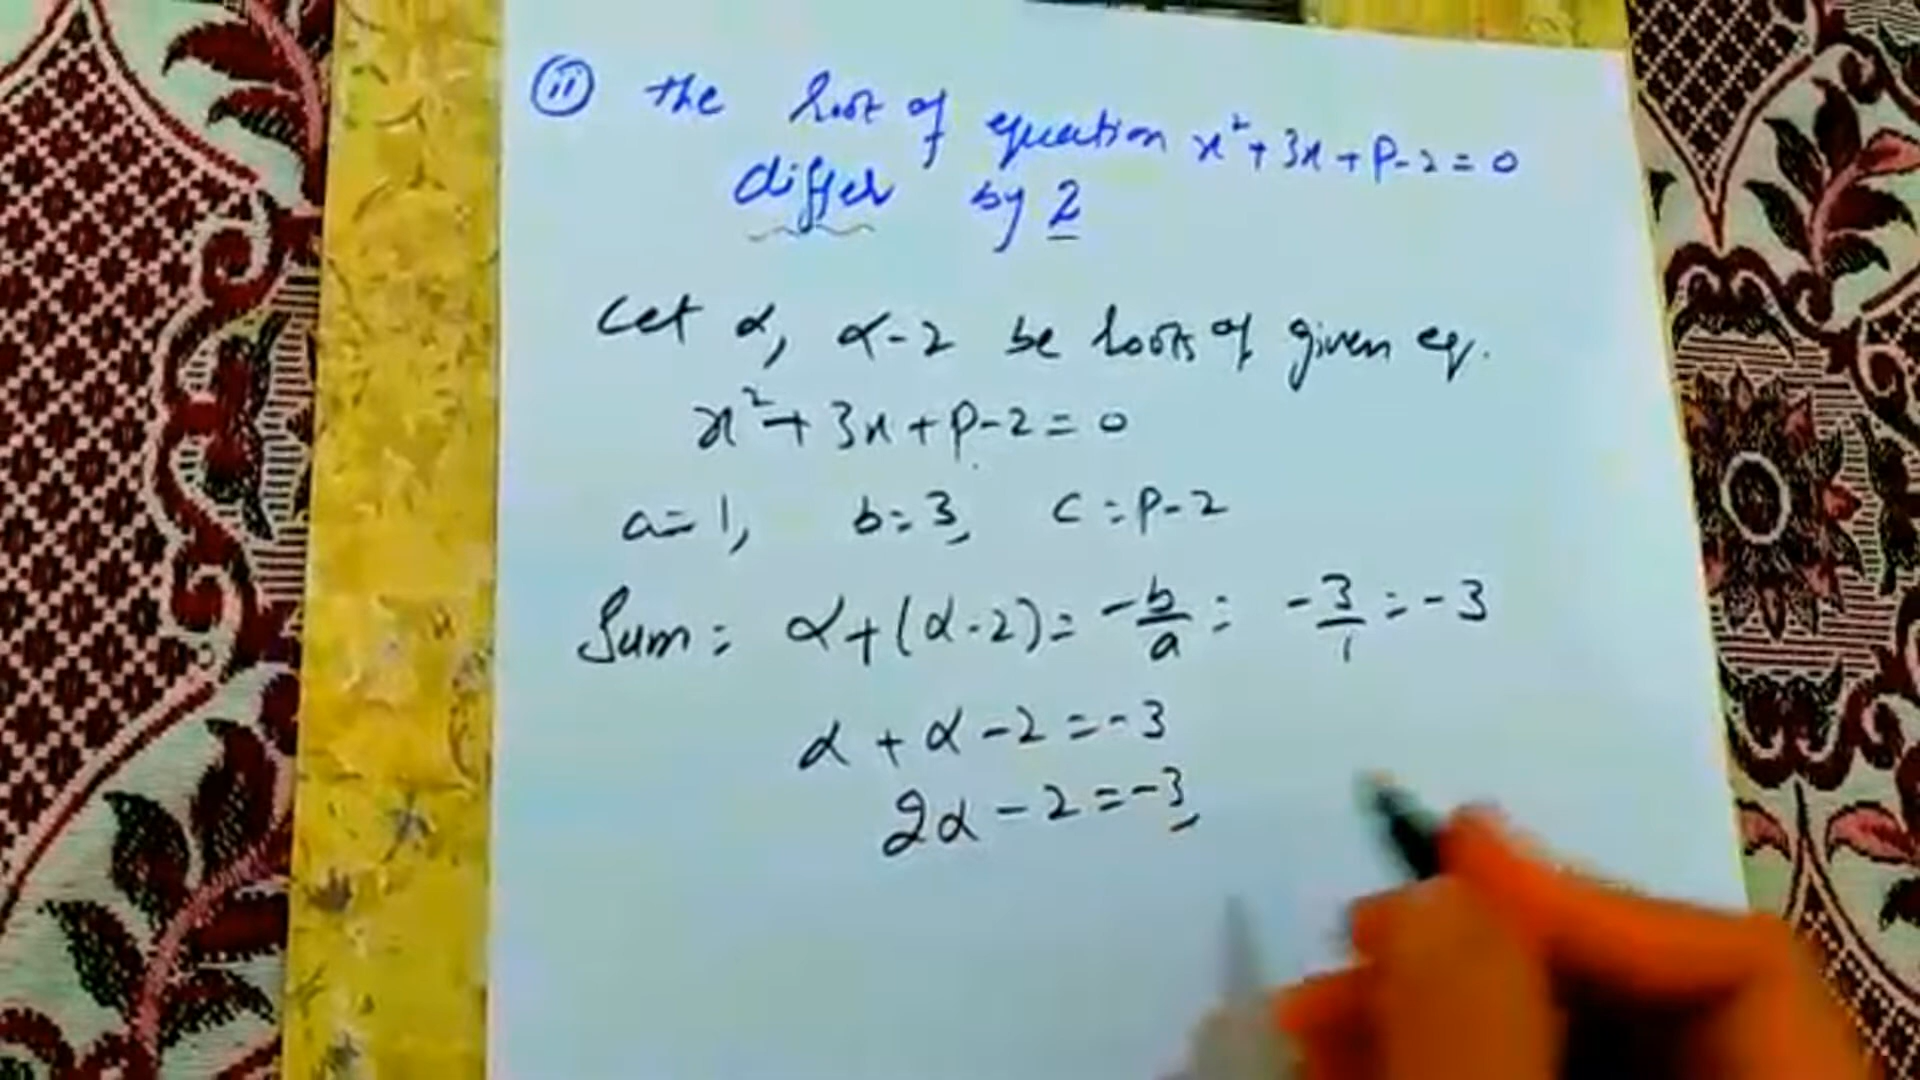 (ii) the root of equation x² + 3x + P - 2 = 0
differ by 2
Let α, α-2 be roots of given eq.
x² + 3x + p - 2 = 0
a = 1, b = 3, c = p - 2
Sum = α + (α - 2) = -b/a = -3/1 = -3
α + α - 2 = -3
2α - 2 = -3